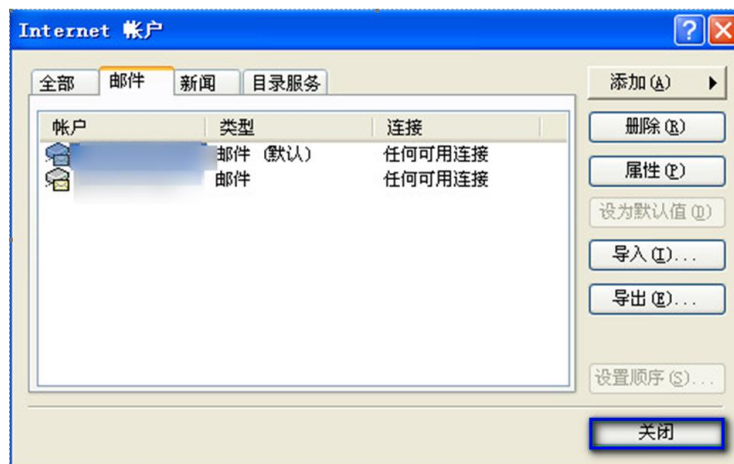 Internet 帐户
全部 邮件 新闻 目录服务
帐户 类型 连接
邮件 (默认) 任何可用连接
邮件 任何可用连接
添加(A)
删除(R)
属性(P)
设为默认值(D)
导入(I)...
导出(E)...
设置顺序(S)...
关闭